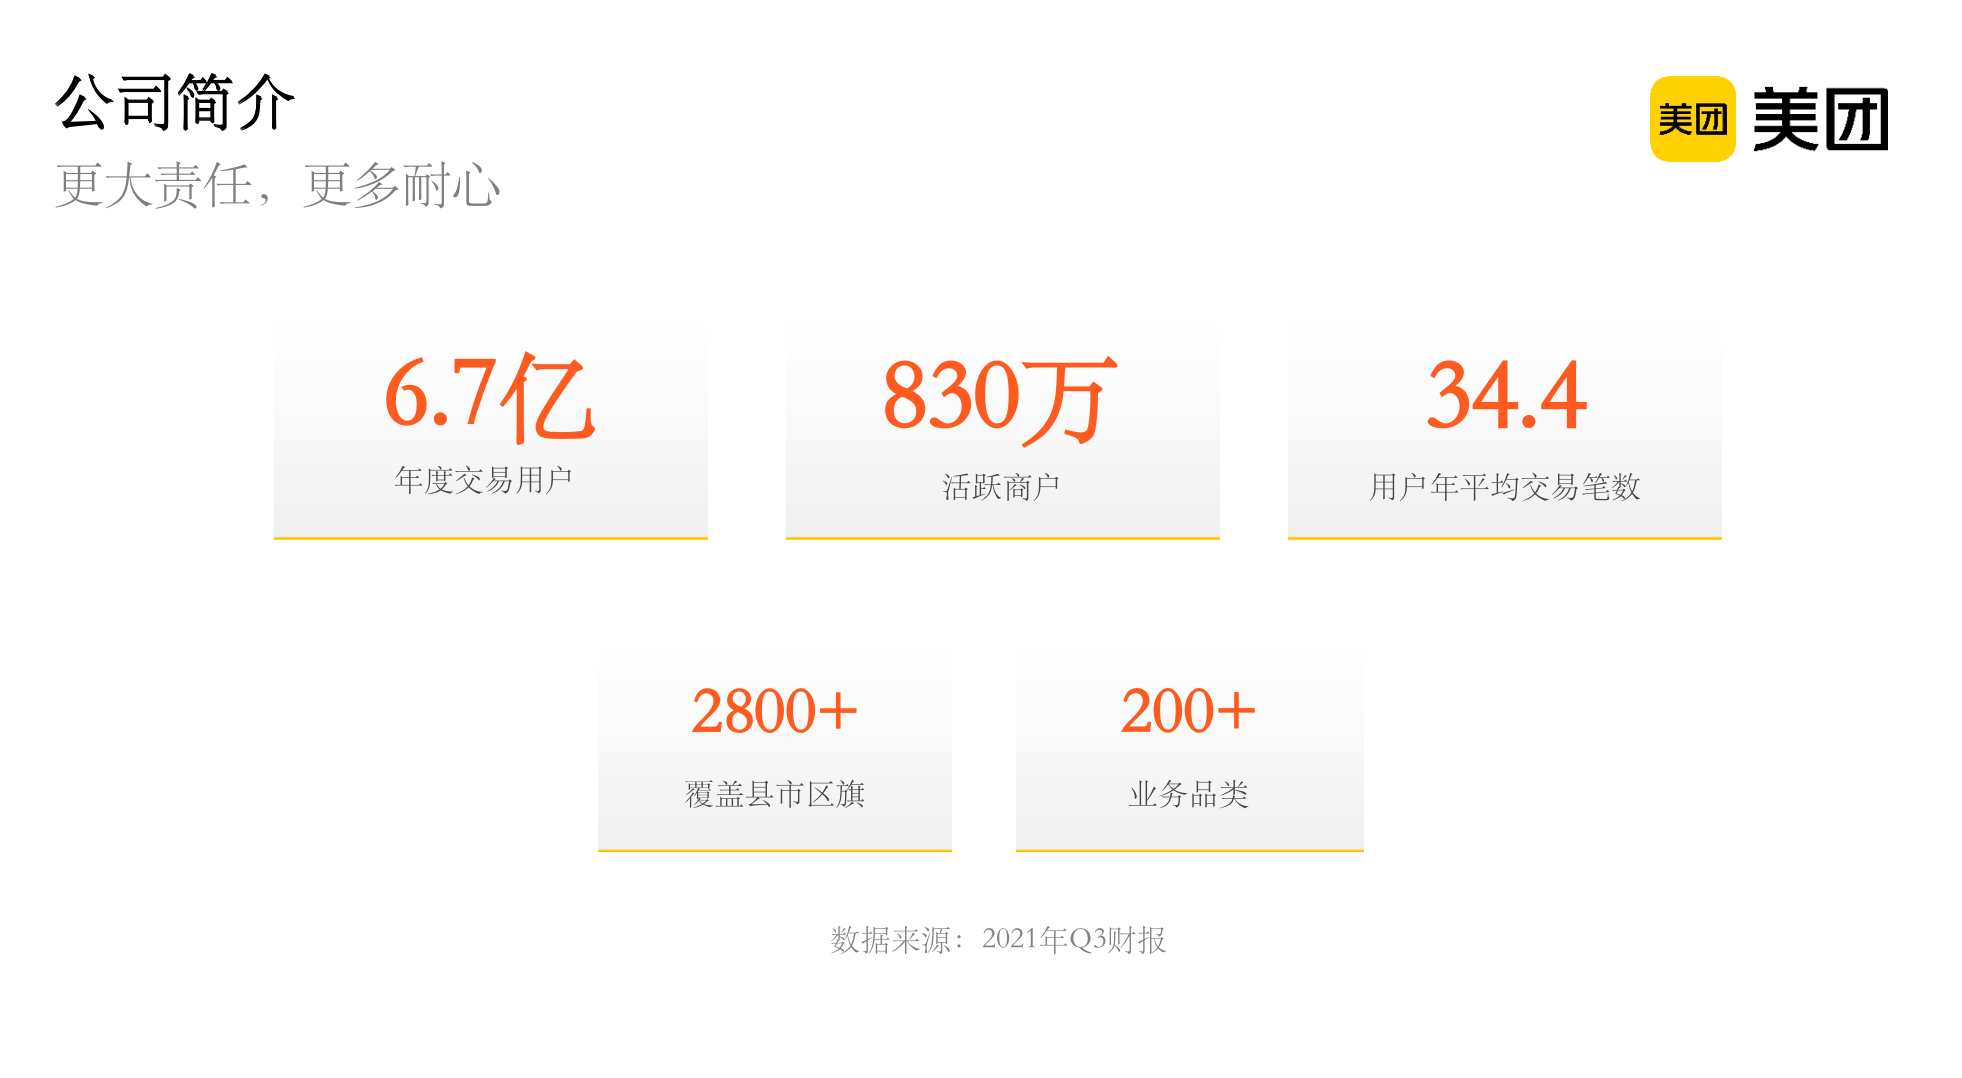 公司简介
更大责任，更多耐心
美团 美团
6.7亿
年度交易用户
830万
活跃商户
34.4
用户年平均交易笔数
2800+
覆盖县市区旗
200+
业务品类
数据来源：2021年Q3财报